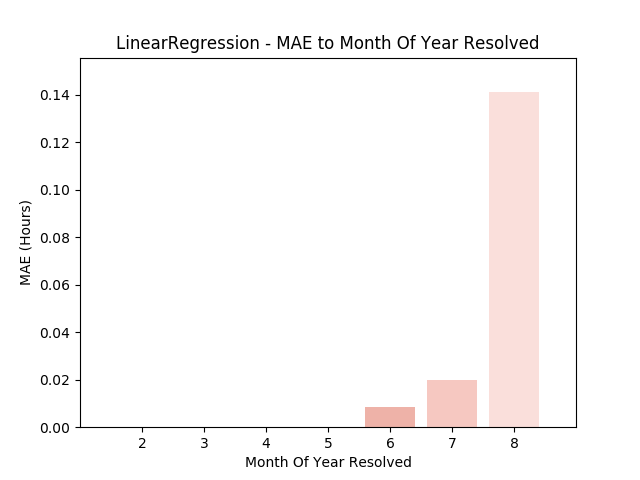 LinearRegression - MAE to Month Of Year Resolved
0.14
0.12
0.10
0.08
0.06
0.04
0.02
0.00
MAE (Hours)
2 3 4 5 6 7 8
Month Of Year Resolved